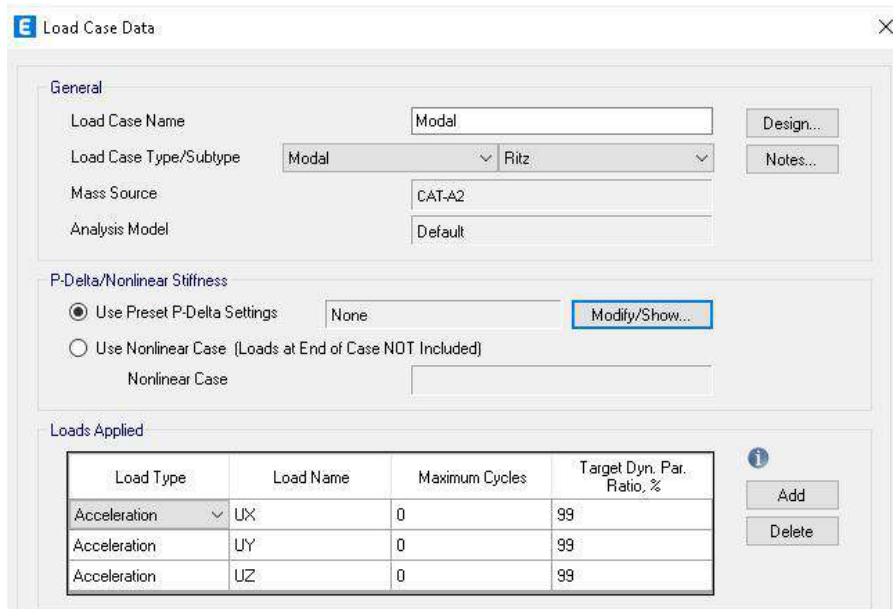 E Load Case Data
General
Load Case Name Modal Design...
Load Case Type/Subtype Modal Ritz Notes...
Mass Source CAT-A2
Analysis Model Default
P-Delta/Nonlinear Stiffness
Use Preset P-Delta Settings None Modify/Show...
Use Nonlinear Case (Loads at End of Case NOT Included)
Nonlinear Case
Loads Applied
Load Type Load Name Maximum Cycles Target Dyn. Par. Ratio, %
Acceleration UX 0 99
Acceleration UY 0 99
Acceleration UZ 0 99
i
Add
Delete